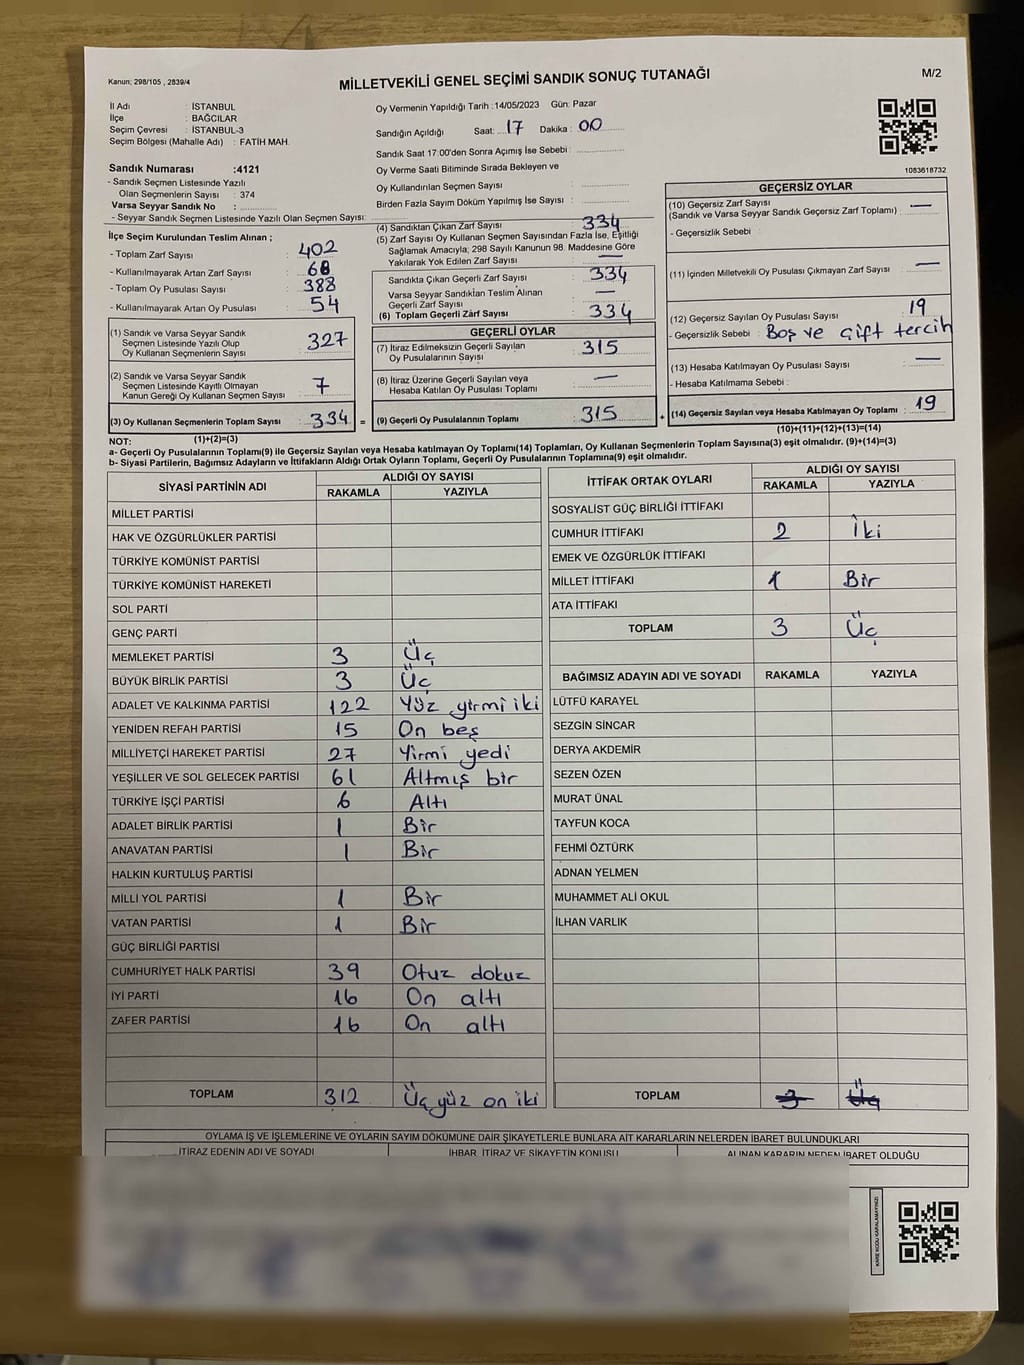 Kanun; 298/105 , 2839/4
MİLLETVEKİLİ GENEL SEÇİMİ SANDIK SONUÇ TUTANAĞI
M/2
İl Adı : İSTANBUL
İlçe : BAĞCILAR
Seçim Çevresi : İSTANBUL-3
Seçim Bölgesi (Mahalle Adı) : FATİH MAH.
Oy Vermenin Yapıldığı Tarih :14/05/2023 Gün: Pazar
Sandığın Açıldığı Saat: 17 Dakika : 00
Sandık Saat 17:00'den Sonra Açımış İse Sebebi :
Oy Verme Saati Bitiminde Sırada Bekleyen ve
Oy Kullandırılan Seçmen Sayısı :
Birden Fazla Sayım Döküm Yapılmış İse Sayısı :
1083618732
Sandık Numarası :4121
- Sandık Seçmen Listesinde Yazılı
Olan Seçmenlerin Sayısı : 374
Varsa Seyyar Sandık No :
- Seyyar Sandık Seçmen Listesinde Yazılı Olan Seçmen Sayısı:
İlçe Seçim Kurulundan Teslim Alınan ;
- Toplam Zarf Sayısı : 402
- Kullanılmayarak Artan Zarf Sayısı : 68
- Toplam Oy Pusulası Sayısı : 388
- Kullanılmayarak Artan Oy Pusulası : 54
(1) Sandık ve Varsa Seyyar Sandık
Seçmen Listesinde Yazılı Olup
Oy Kullanan Seçmenlerin Sayısı : 327
(2) Sandık ve Varsa Seyyar Sandık
Seçmen Listesinde Kayıtlı Olmayan
Kanun Gereği Oy Kullanan Seçmen Sayısı : 7
(3) Oy Kullanan Seçmenlerin Toplam Sayısı : 334
(1)+(2)=(3)
(4) Sandıktan Çıkan Zarf Sayısı : 334
(5) Zarf Sayısı Oy Kullanan Seçmen Sayısından Fazla İse, Eşitliği
Sağlamak Amacıyla; 298 Sayılı Kanunun 98. Maddesine Göre
Yakılarak Yok Edilen Zarf Sayısı : —
Sandıkta Çıkan Geçerli Zarf Sayısı : 334
Varsa Seyyar Sandıktan Teslim Alınan
Geçerli Zarf Sayısı : —
(6) Toplam Geçerli Zarf Sayısı : 334
GEÇERLİ OYLAR
(7) İtiraz Edilmeksizin Geçerli Sayılan
Oy Pusulalarının Sayısı : 315
(8) İtiraz Üzerine Geçerli Sayılan veya
Hesaba Katılan Oy Pusulası Toplamı : —
= (9) Geçerli Oy Pusulalarının Toplamı : 315
GEÇERSİZ OYLAR
(10) Geçersiz Zarf Sayısı : —
(Sandık ve Varsa Seyyar Sandık Geçersiz Zarf Toplamı)
- Geçersizlik Sebebi :
(11) İçinden Milletvekili Oy Pusulası Çıkmayan Zarf Sayısı : —
(12) Geçersiz Sayılan Oy Pusulası Sayısı : 19
- Geçersizlik Sebebi : Boş ve çift tercih
(13) Hesaba Katılmayan Oy Pusulası Sayısı : —
- Hesaba Katılmama Sebebi :
+ (14) Geçersiz Sayılan veya Hesaba Katılmayan Oy Toplamı : 19
(10)+(11)+(12)+(13)=(14)
NOT:
a- Geçerli Oy Pusulalarının Toplamı(9) ile Geçersiz Sayılan veya Hesaba katılmayan Oy Toplamı(14) Toplamları, Oy Kullanan Seçmenlerin Toplam Sayısına(3) eşit olmalıdır. (9)+(14)=(3)
b- Siyasi Partilerin, Bağımsız Adayların ve İttifakların Aldığı Ortak Oyların Toplamı, Geçerli Oy Pusulalarının Toplamına(9) eşit olmalıdır.
SİYASİ PARTİNİN ADI ALDIĞI OY SAYISI
RAKAMLA YAZIYLA
MİLLET PARTİSİ
HAK VE ÖZGÜRLÜKLER PARTİSİ
TÜRKİYE KOMÜNİST PARTİSİ
TÜRKİYE KOMÜNİST HAREKETİ
SOL PARTİ
GENÇ PARTİ
MEMLEKET PARTİSİ 3 Üç
BÜYÜK BİRLİK PARTİSİ 3 Üç
ADALET VE KALKINMA PARTİSİ 122 Yüz yirmi iki
YENİDEN REFAH PARTİSİ 15 On beş
MİLLİYETÇİ HAREKET PARTİSİ 27 Yirmi yedi
YEŞİLLER VE SOL GELECEK PARTİSİ 61 Altmış bir
TÜRKİYE İŞÇİ PARTİSİ 6 Altı
ADALET BİRLİK PARTİSİ 1 Bir
ANAVATAN PARTİSİ 1 Bir
HALKIN KURTULUŞ PARTİSİ
MİLLİ YOL PARTİSİ 1 Bir
VATAN PARTİSİ 1 Bir
GÜÇ BİRLİĞİ PARTİSİ
CUMHURİYET HALK PARTİSİ 39 Otuz dokuz
İYİ PARTİ 16 On altı
ZAFER PARTİSİ 16 On altı
TOPLAM 312 Üç yüz on iki
İTTİFAK ORTAK OYLARI ALDIĞI OY SAYISI
RAKAMLA YAZIYLA
SOSYALİST GÜÇ BİRLİĞİ İTTİFAKI
CUMHUR İTTİFAKI 2 İki
EMEK VE ÖZGÜRLÜK İTTİFAKI
MİLLET İTTİFAKI 1 Bir
ATA İTTİFAKI
TOPLAM 3 Üç
BAĞIMSIZ ADAYIN ADI VE SOYADI RAKAMLA YAZIYLA
LÜTFÜ KARAYEL
SEZGİN SİNCAR
DERYA AKDEMİR
SEZEN ÖZEN
MURAT ÜNAL
TAYFUN KOCA
FEHMİ ÖZTÜRK
ADNAN YELMEN
MUHAMMET ALİ OKUL
İLHAN VARLIK
TOPLAM 3 Üç
OYLAMA İŞ VE İŞLEMLERİNE VE OYLARIN SAYIM DÖKÜMÜNE DAİR ŞİKAYETLERLE BUNLARA AİT KARARLARIN NELERDEN İBARET BULUNDUKLARI
İTİRAZ EDENİN ADI VE SOYADI İHBAR, İTİRAZ VE ŞİKAYETİN KONUSU ALINAN KARARIN NEDEN İBARET OLDUĞU
KARE KODU KARALAMAYINIZ!